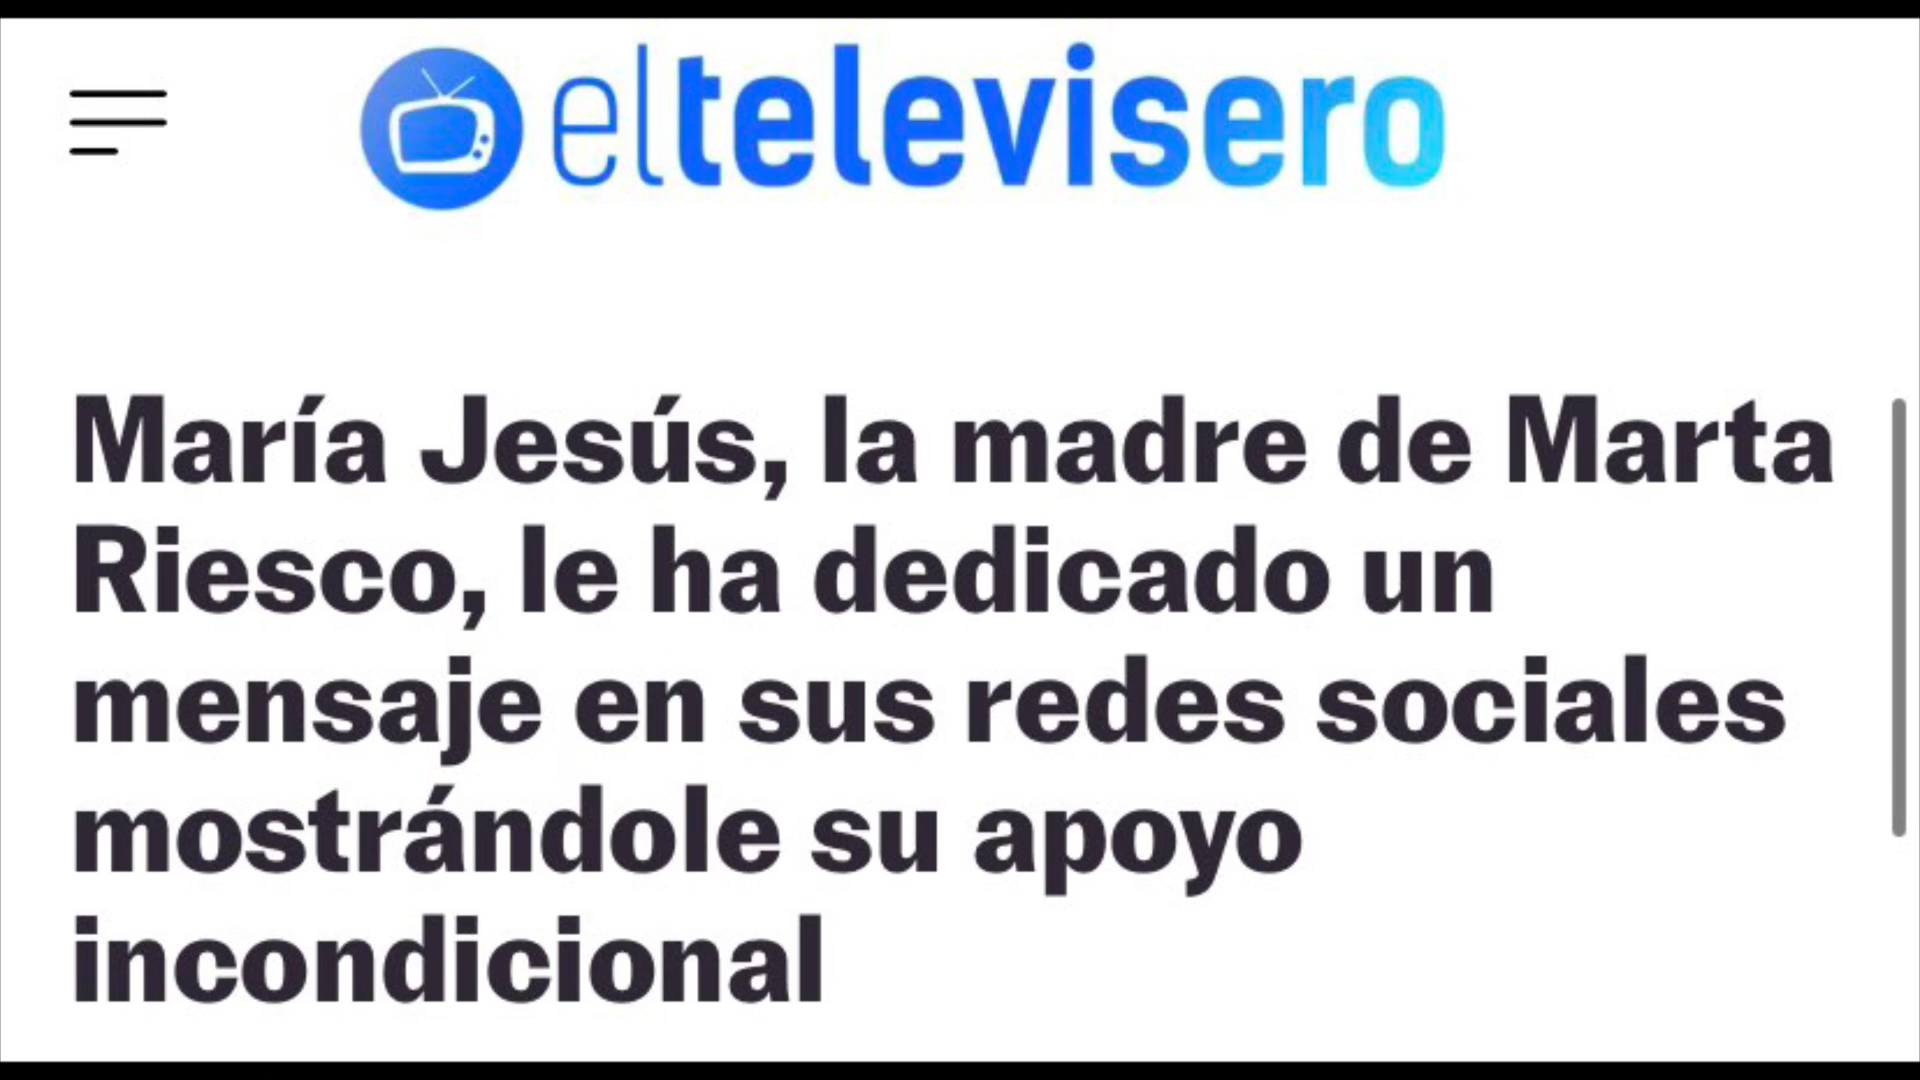 eltelevisero
María Jesús, la madre de Marta
Riesco, le ha dedicado un
mensaje en sus redes sociales
mostrándole su apoyo
incondicional